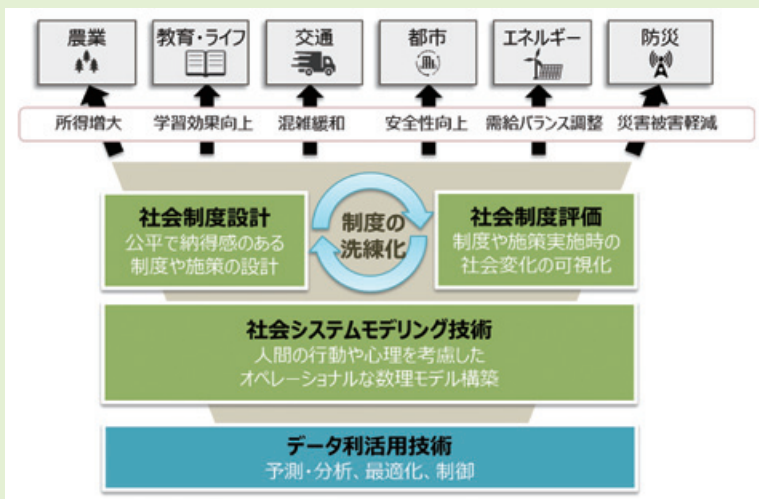 農業
教育・ライフ
交通
都市
エネルギー
防災
所得増大
学習効果向上
混雑緩和
安全性向上
需給バランス調整
災害被害軽減
社会制度設計
公平で納得感のある
制度や施策の設計
制度の
洗練化
社会制度評価
制度や施策実施時の
社会変化の可視化
社会システムモデリング技術
人間の行動や心理を考慮した
オペレーショナルな数理モデル構築
データ利活用技術
予測・分析、最適化、制御